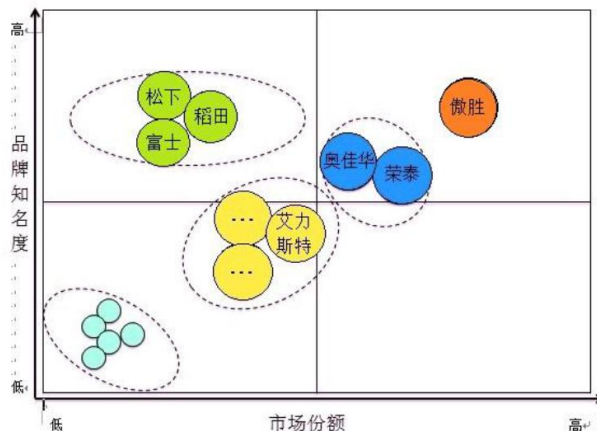 高
松下
稻田
富士
傲胜
奥佳华
荣泰
品牌知名度
...
艾力
斯特
...
低
低
市场份额
高